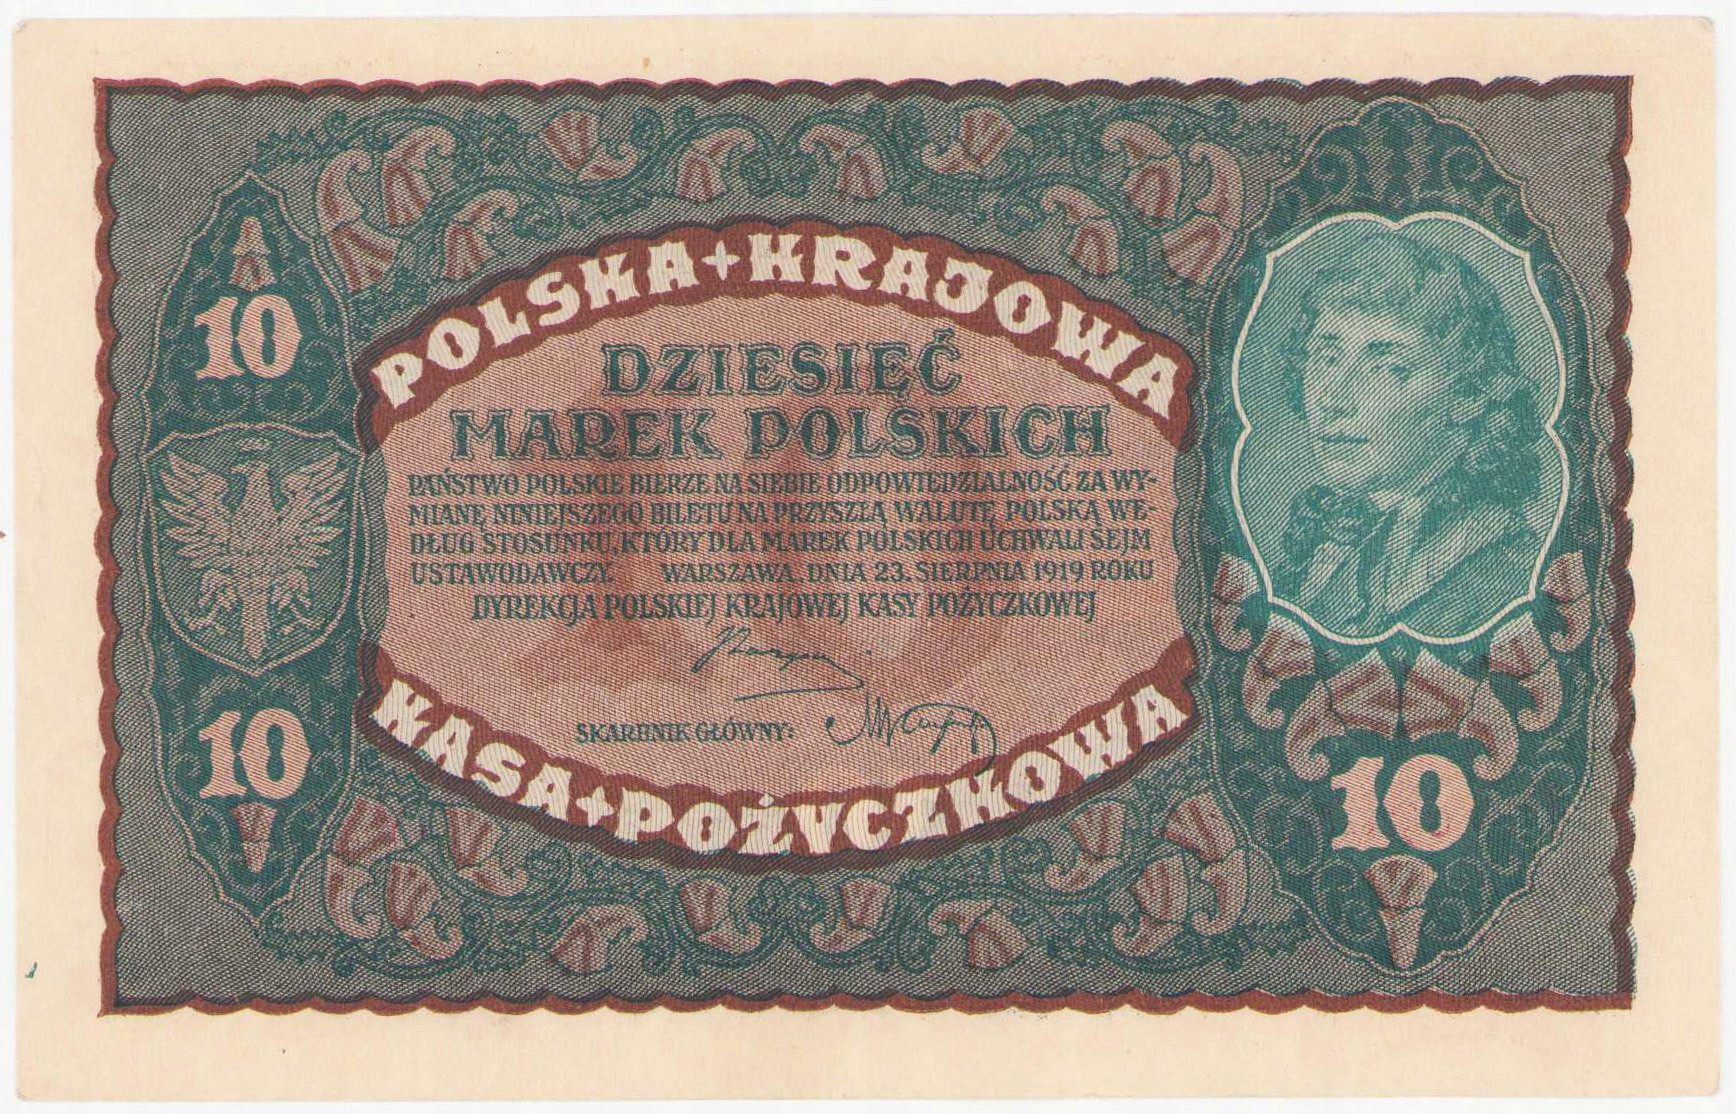 POLSKA+KRAJOWA
10
DZIESIĘĆ
MAREK POLSKICH
PAŃSTWO POLSKIE BIERZE NA SIEBIE ODPOWIEDZIALNOŚĆ ZA WY-
MIANĘ NINIEJSZEGO BILETU NA PRZYSZŁĄ WALUTĘ POLSKĄ WE-
DŁUG STOSUNKU, KTÓRY DLA MAREK POLSKICH UCHWALI SEJM
USTAWODAWCZY. WARSZAWA, DNIA 23. SIERPNIA 1919 ROKU
DYREKCJA POLSKIEJ KRAJOWEJ KASY POŻYCZKOWEJ
SKARBNIK GŁÓWNY:
10
KASA+POŻYCZKOWA
10